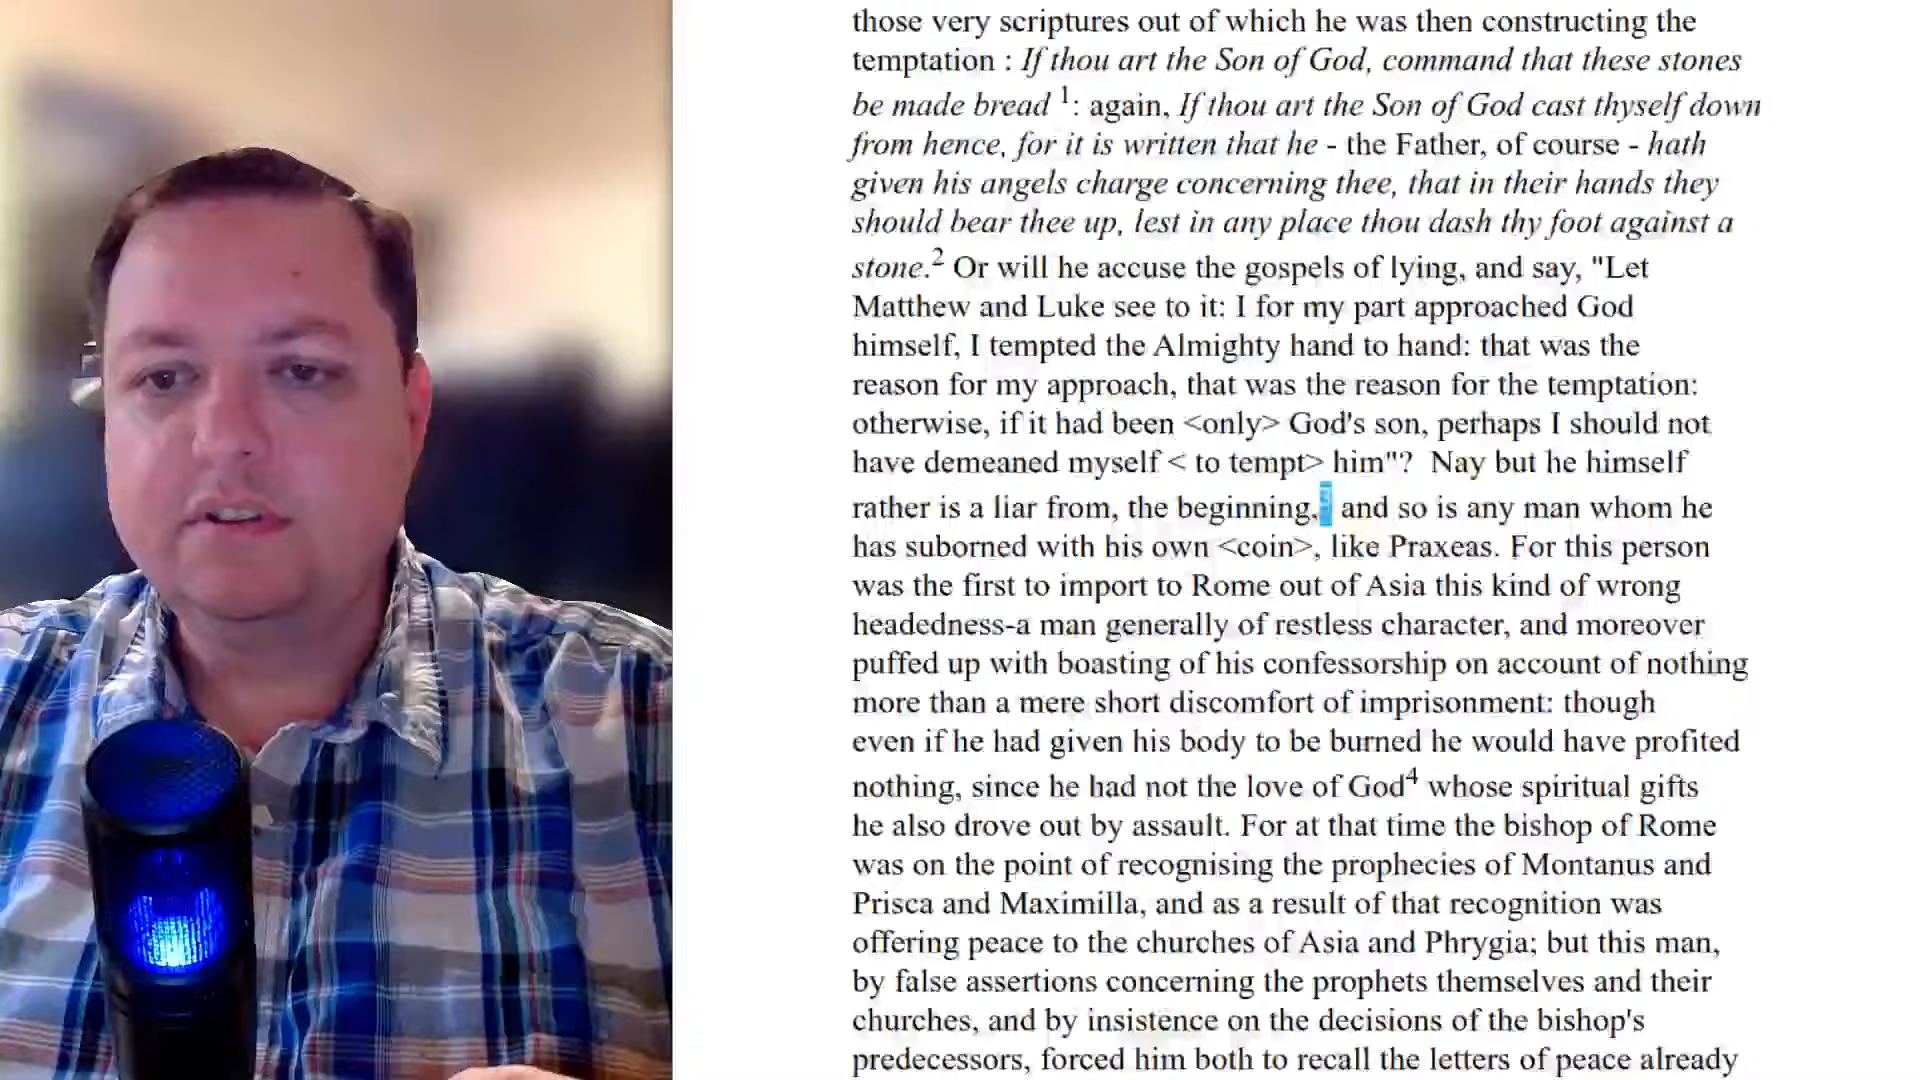 those very scriptures out of which he was then constructing the
temptation : If thou art the Son of God, command that these stones
be made bread 1: again, If thou art the Son of God cast thyself down
from hence, for it is written that he - the Father, of course - hath
given his angels charge concerning thee, that in their hands they
should bear thee up, lest in any place thou dash thy foot against a
stone.2 Or will he accuse the gospels of lying, and say, "Let
Matthew and Luke see to it: I for my part approached God
himself, I tempted the Almighty hand to hand: that was the
reason for my approach, that was the reason for the temptation:
otherwise, if it had been <only> God's son, perhaps I should not
have demeaned myself < to tempt> him"? Nay but he himself
rather is a liar from, the beginning, and so is any man whom he
has suborned with his own <coin>, like Praxeas. For this person
was the first to import to Rome out of Asia this kind of wrong
headedness-a man generally of restless character, and moreover
puffed up with boasting of his confessorship on account of nothing
more than a mere short discomfort of imprisonment: though
even if he had given his body to be burned he would have profited
nothing, since he had not the love of God4 whose spiritual gifts
he also drove out by assault. For at that time the bishop of Rome
was on the point of recognising the prophecies of Montanus and
Prisca and Maximilla, and as a result of that recognition was
offering peace to the churches of Asia and Phrygia; but this man,
by false assertions concerning the prophets themselves and their
churches, and by insistence on the decisions of the bishop's
predecessors, forced him both to recall the letters of peace already